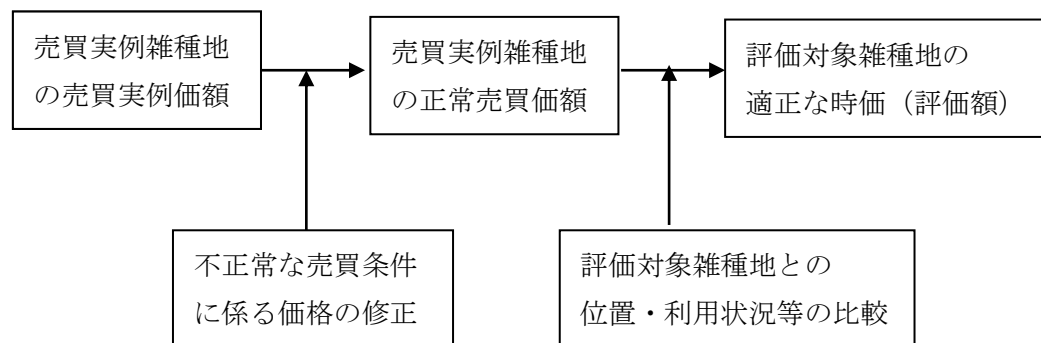 売買実例雑種地
の売買実例価額
売買実例雑種地
の正常売買価額
評価対象雑種地の
適正な時価（評価額）
不正常な売買条件
に係る価格の修正
評価対象雑種地との
位置・利用状況等の比較